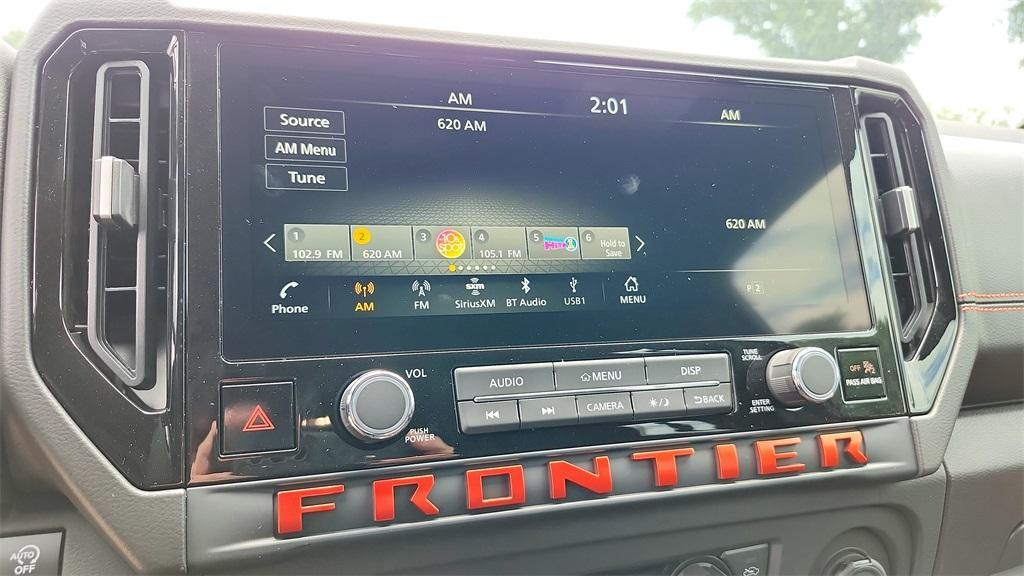 AM
2:01
AM
Source
620 AM
AM Menu
Tune
620 AM
1 2 3 4 5 6
102.9 FM 620 AM 105.1 FM Hold to Save
Phone AM FM sxm SiriusXM BT Audio USB1 MENU
P 2
VOL
PUSH
POWER
AUDIO MENU DISP
CAMERA BACK
TUNE
SCROLL
ENTER
SETTING
OFF
PASS AIR BAG
FRONTIER
AUTO
OFF